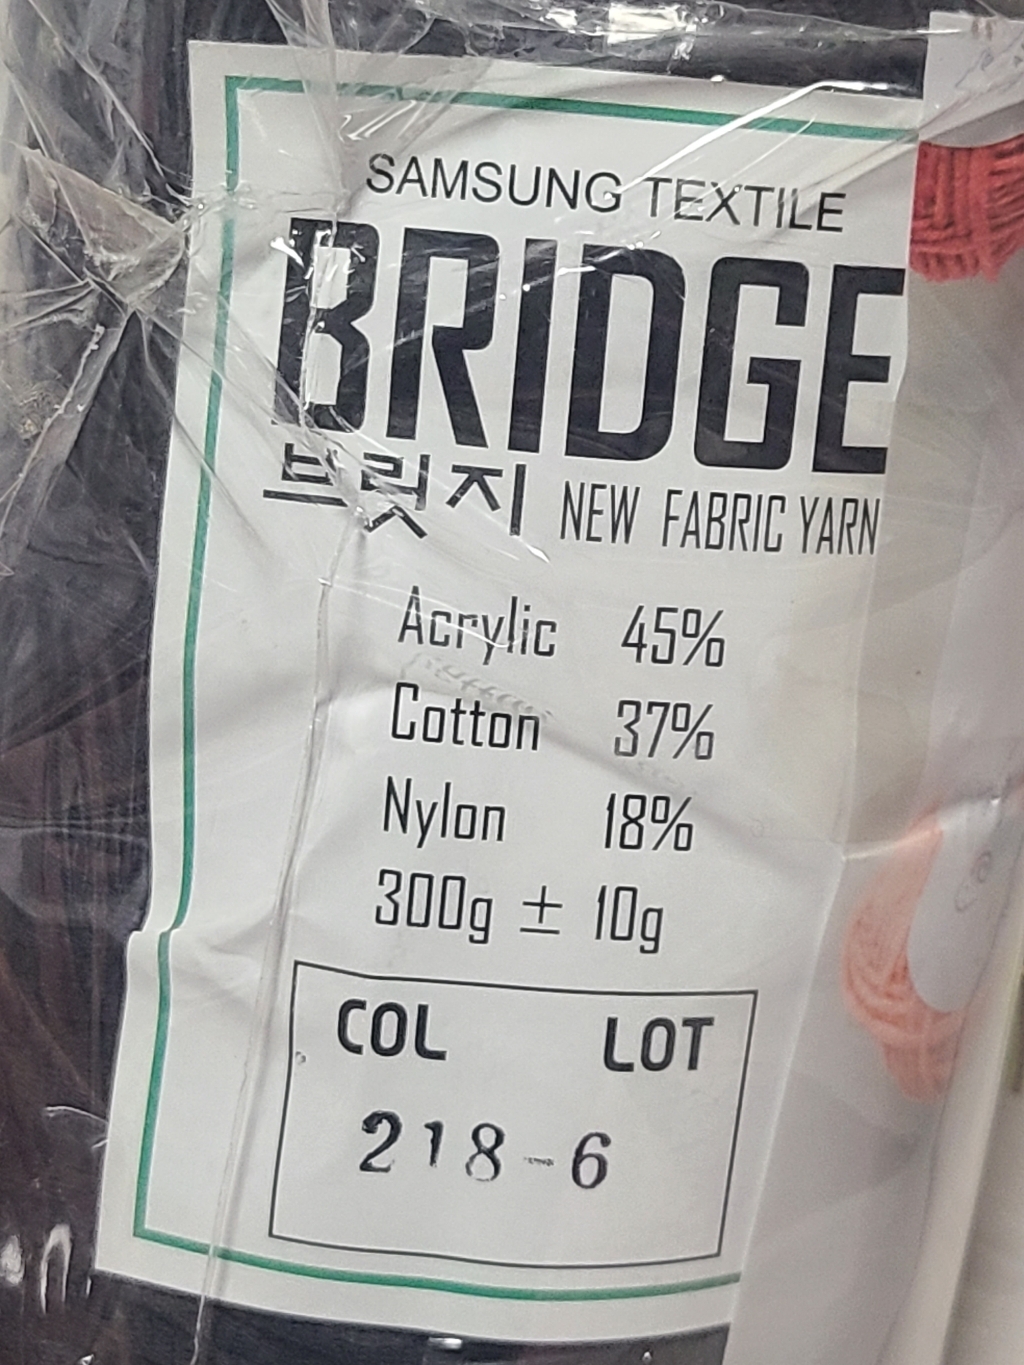 SAMSUNG TEXTILE
BRIDGE
브릿지 NEW FABRIC YARN
Acrylic 45%
Cotton 37%
Nylon 18%
300g ± 10g
COL LOT
218-6